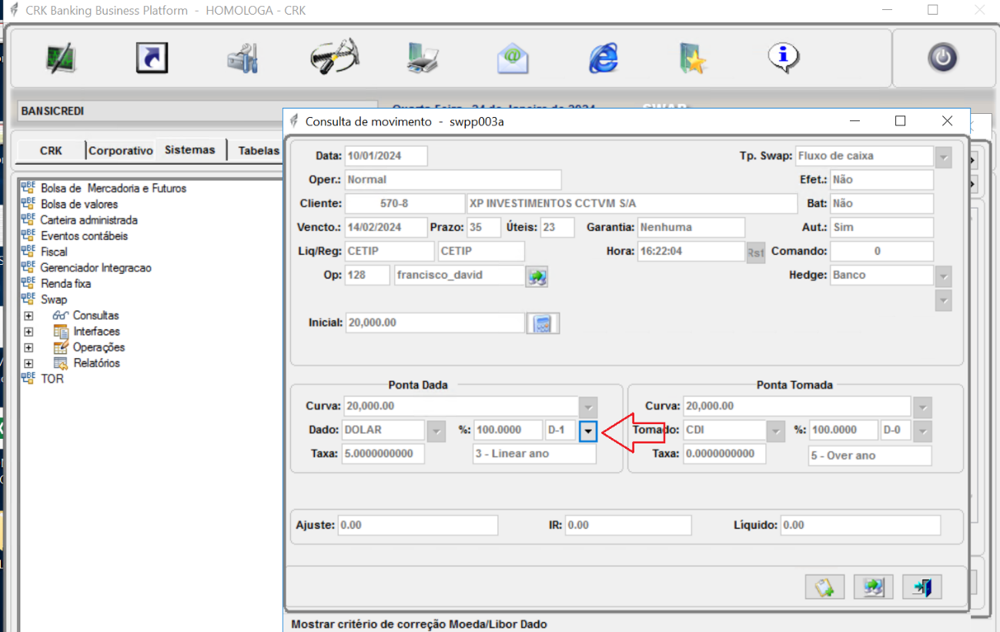 CRK Banking Business Platform - HOMOLOGA - CRK
BANSICREDI
Quarta-Feira, 24 de Janeiro de 2024 SWAP
CRK Corporativo Sistemas Tabelas
Bolsa de Mercadoria e Futuros
Bolsa de valores
Carteira administrada
Eventos contábeis
Fiscal
Gerenciador Integracao
Renda fixa
Swap
Consultas
Interfaces
Operações
Relatórios
TOR
Consulta de movimento - swpp003a
Data: 10/01/2024 Tp. Swap: Fluxo de caixa
Oper.: Normal Efet.: Não
Cliente: 570-8 XP INVESTIMENTOS CCTVM S/A Bat: Não
Vencto.: 14/02/2024 Prazo: 35 Úteis: 23 Garantia: Nenhuma Aut.: Sim
Liq/Reg: CETIP CETIP Hora: 16:22:04 Rst Comando: 0
Op: 128 francisco_david Hedge: Banco
Inicial: 20,000.00
Ponta Dada Ponta Tomada
Curva: 20,000.00 Curva: 20,000.00
Dado: DOLAR %: 100.0000 D-1 Tomado: CDI %: 100.0000 D-0
Taxa: 5.0000000000 3 - Linear ano Taxa: 0.0000000000 5 - Over ano
Ajuste: 0.00 IR: 0.00 Líquido: 0.00
Mostrar critério de correção Moeda/Libor Dado